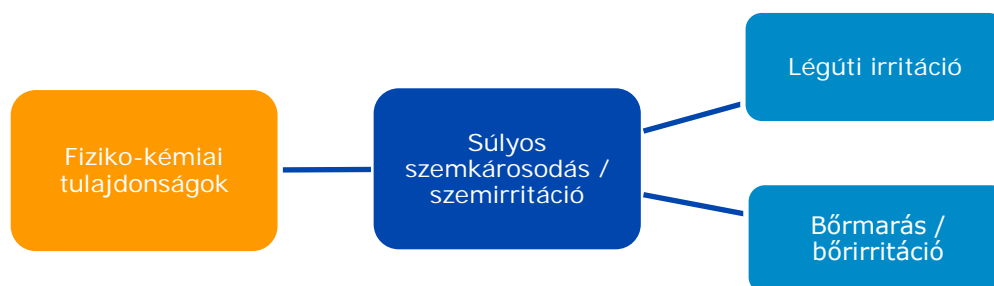 Fiziko-kémiai
tulajdonságok
Súlyos
szemkárosodás /
szemirritáció
Légúti irritáció
Bőrmarás /
bőrirritáció